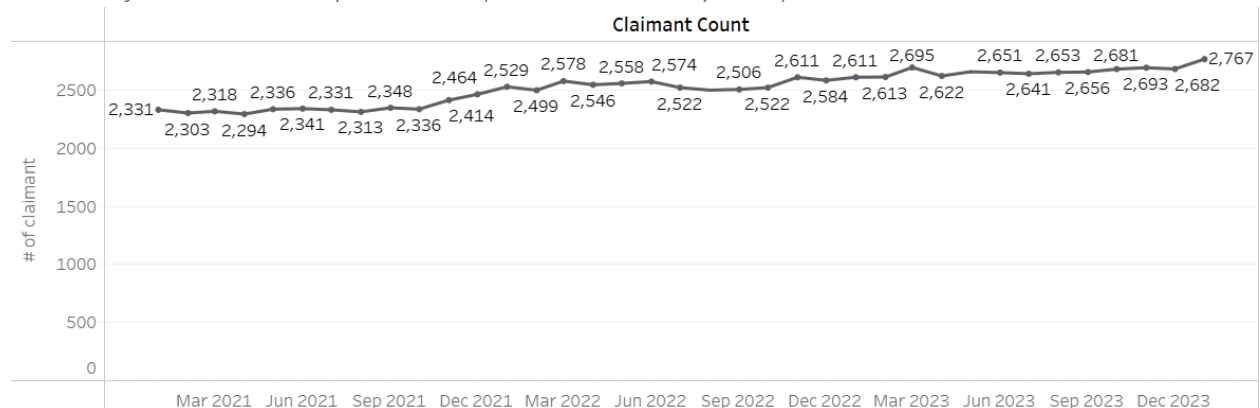 Claimant Count
2,331 2,303 2,318 2,294 2,336 2,341 2,331 2,313 2,348 2,336 2,414 2,464 2,529 2,499 2,578 2,546 2,558 2,574 2,522 2,506 2,522 2,611 2,584 2,611 2,613 2,695 2,622 2,651 2,641 2,653 2,656 2,681 2,693 2,682 2,767
# of claimant
2500
2000
1500
1000
500
0
Mar 2021 Jun 2021 Sep 2021 Dec 2021 Mar 2022 Jun 2022 Sep 2022 Dec 2022 Mar 2023 Jun 2023 Sep 2023 Dec 2023